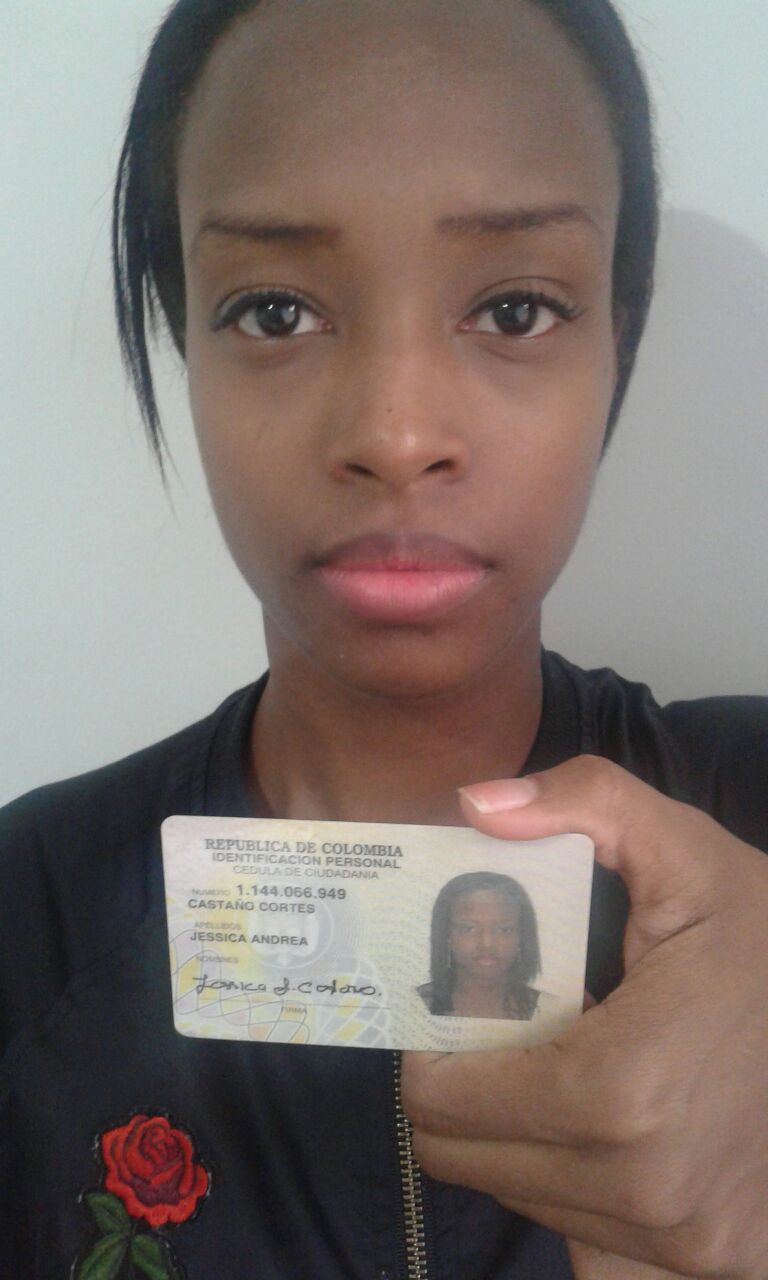 REPUBLICA DE COLOMBIA
IDENTIFICACION PERSONAL
CEDULA DE CIUDADANIA
NUMERO 1.144.066.949
CASTAÑO CORTES
APELLIDOS
JESSICA ANDREA
NOMBRES
FIRMA